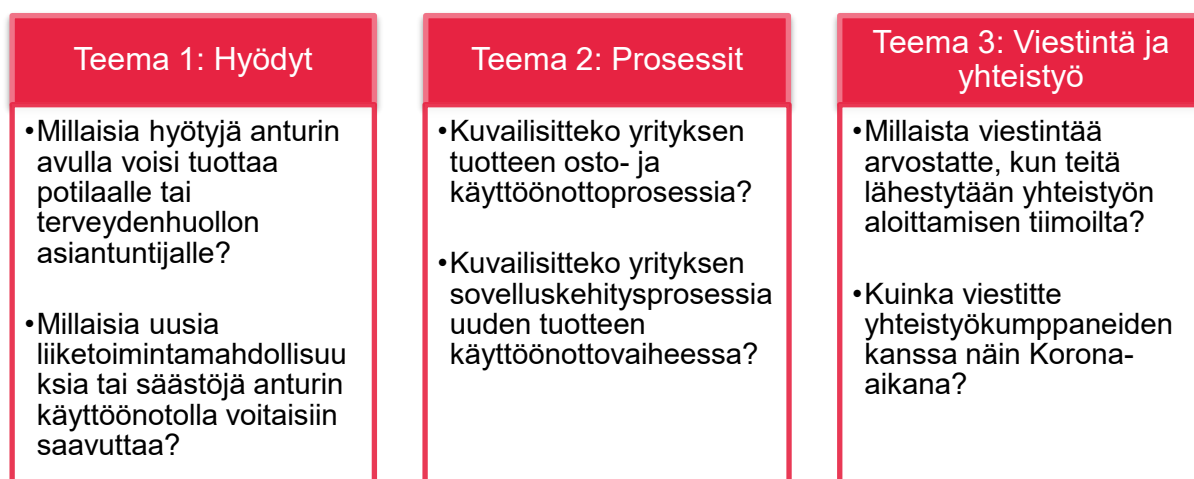 Teema 1: Hyödyt
•Millaisia hyötyjä anturin
avulla voisi tuottaa
potilaalle tai
terveydenhuollon
asiantuntijalle?
•Millaisia uusia
liiketoimintamahdollisuu
ksia tai säästöjä anturin
käyttöönotolla voitaisiin
saavuttaa?
Teema 2: Prosessit
•Kuvailisitteko yrityksen
tuotteen osto- ja
käyttöönottoprosessia?
•Kuvailisitteko yrityksen
sovelluskehitysprosessia
uuden tuotteen
käyttöönottovaiheessa?
Teema 3: Viestintä ja
yhteistyö
•Millaista viestintää
arvostatte, kun teitä
lähestytään yhteistyön
aloittamisen tiimoilta?
•Kuinka viestitte
yhteistyökumppaneiden
kanssa näin Korona-
aikana?